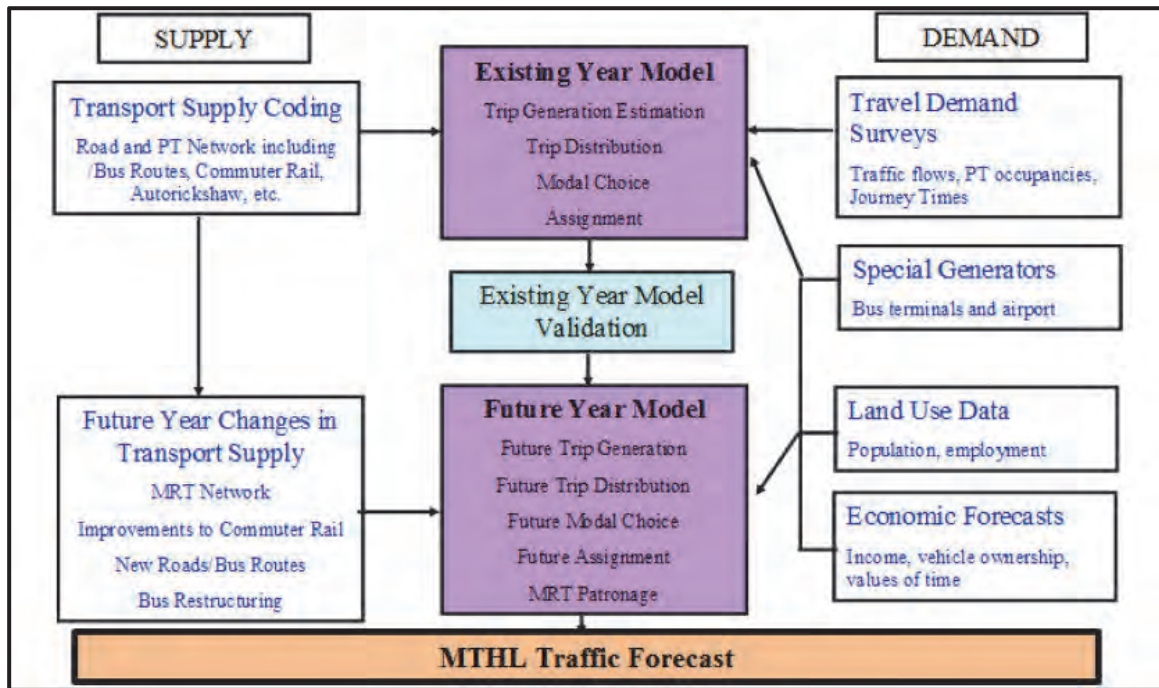 SUPPLY
Transport Supply Coding
Road and PT Network including
/Bus Routes, Commuter Rail,
Autorickshaw, etc.
Future Year Changes in
Transport Supply
MRT Network
Improvements to Commuter Rail
New Roads/Bus Routes
Bus Restructuring
Existing Year Model
Trip Generation Estimation
Trip Distribution
Modal Choice
Assignment
Existing Year Model
Validation
Future Year Model
Future Trip Generation
Future Trip Distribution
Future Modal Choice
Future Assignment
MRT Patronage
DEMAND
Travel Demand
Surveys
Traffic flows, PT occupancies,
Journey Times
Special Generators
Bus terminals and airport
Land Use Data
Population, employment
Economic Forecasts
Income, vehicle ownership,
values of time
MTHL Traffic Forecast